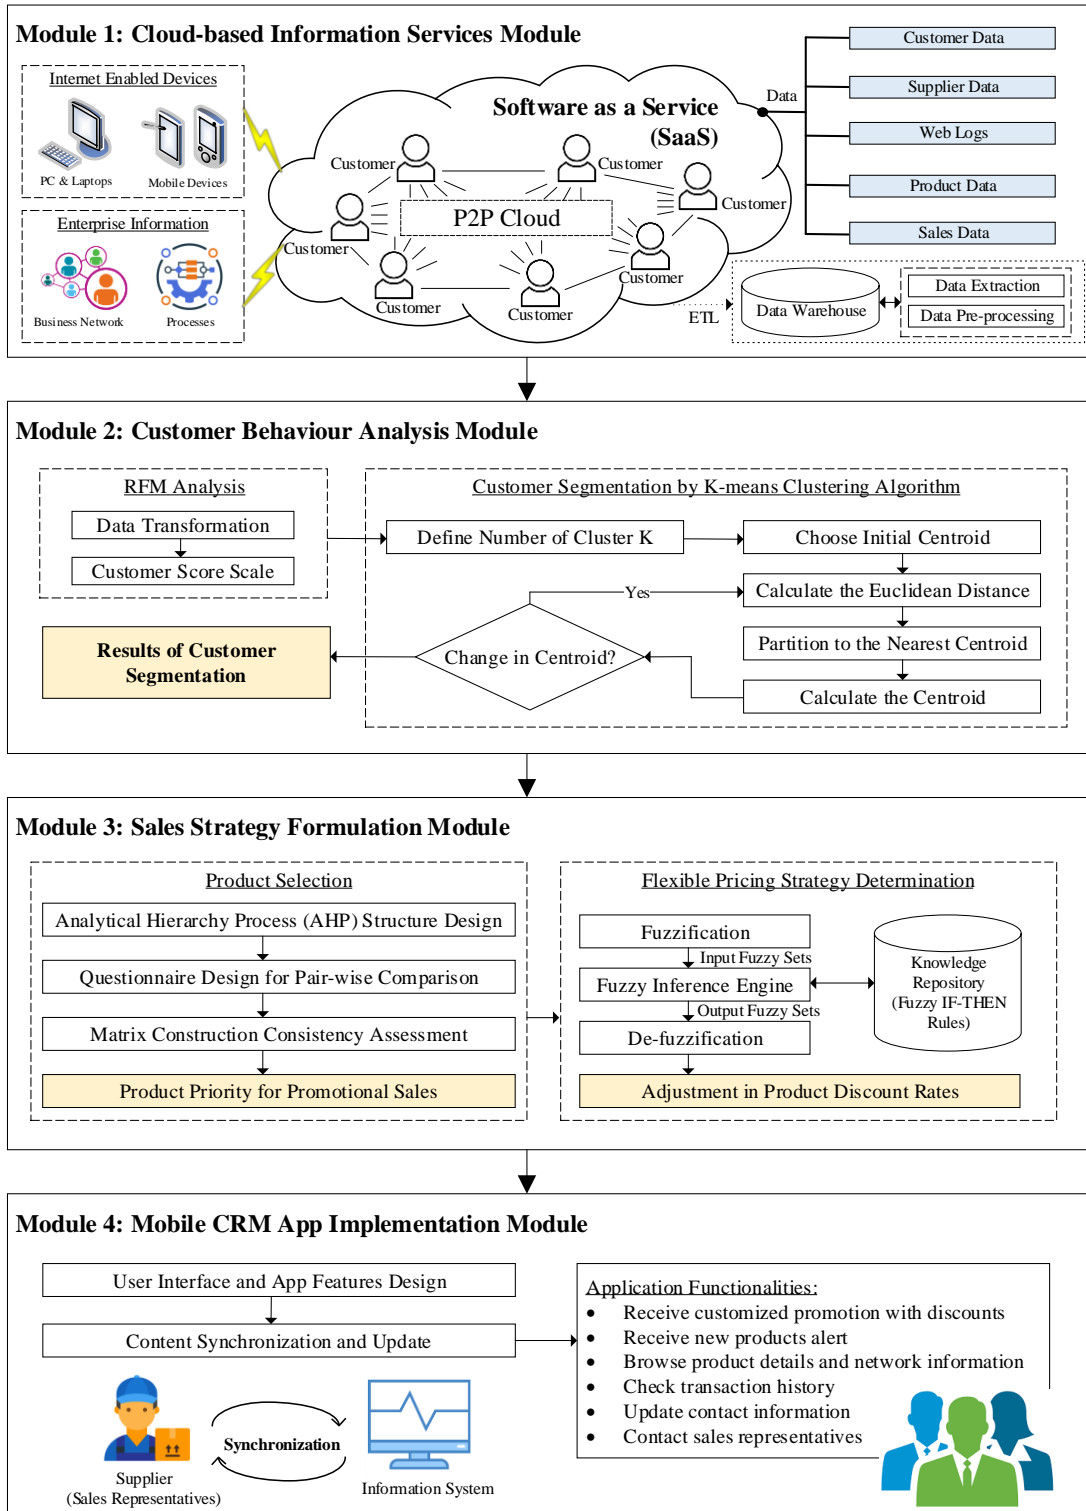 Module 1: Cloud-based Information Services Module
Internet Enabled Devices
PC & Laptops
Mobile Devices
Enterprise Information
Business Network
Processes
Software as a Service
(SaaS)
Customer
Customer
Customer
Customer
P2P Cloud
Customer
Customer
Customer
Data
Customer Data
Supplier Data
Web Logs
Product Data
Sales Data
ETL
Data Warehouse
Data Extraction
Data Pre-processing
Module 2: Customer Behaviour Analysis Module
RFM Analysis
Data Transformation
Customer Score Scale
Customer Segmentation by K-means Clustering Algorithm
Define Number of Cluster K
Choose Initial Centroid
Yes
Calculate the Euclidean Distance
Partition to the Nearest Centroid
Calculate the Centroid
Change in Centroid?
Results of Customer
Segmentation
Module 3: Sales Strategy Formulation Module
Product Selection
Analytical Hierarchy Process (AHP) Structure Design
Questionnaire Design for Pair-wise Comparison
Matrix Construction Consistency Assessment
Product Priority for Promotional Sales
Flexible Pricing Strategy Determination
Fuzzification
Input Fuzzy Sets
Fuzzy Inference Engine
Output Fuzzy Sets
De-fuzzification
Adjustment in Product Discount Rates
Knowledge
Repository
(Fuzzy IF-THEN
Rules)
Module 4: Mobile CRM App Implementation Module
User Interface and App Features Design
Content Synchronization and Update
Synchronization
Supplier
(Sales Representatives)
Information System
Application Functionalities:
• Receive customized promotion with discounts
• Receive new products alert
• Browse product details and network information
• Check transaction history
• Update contact information
• Contact sales representatives